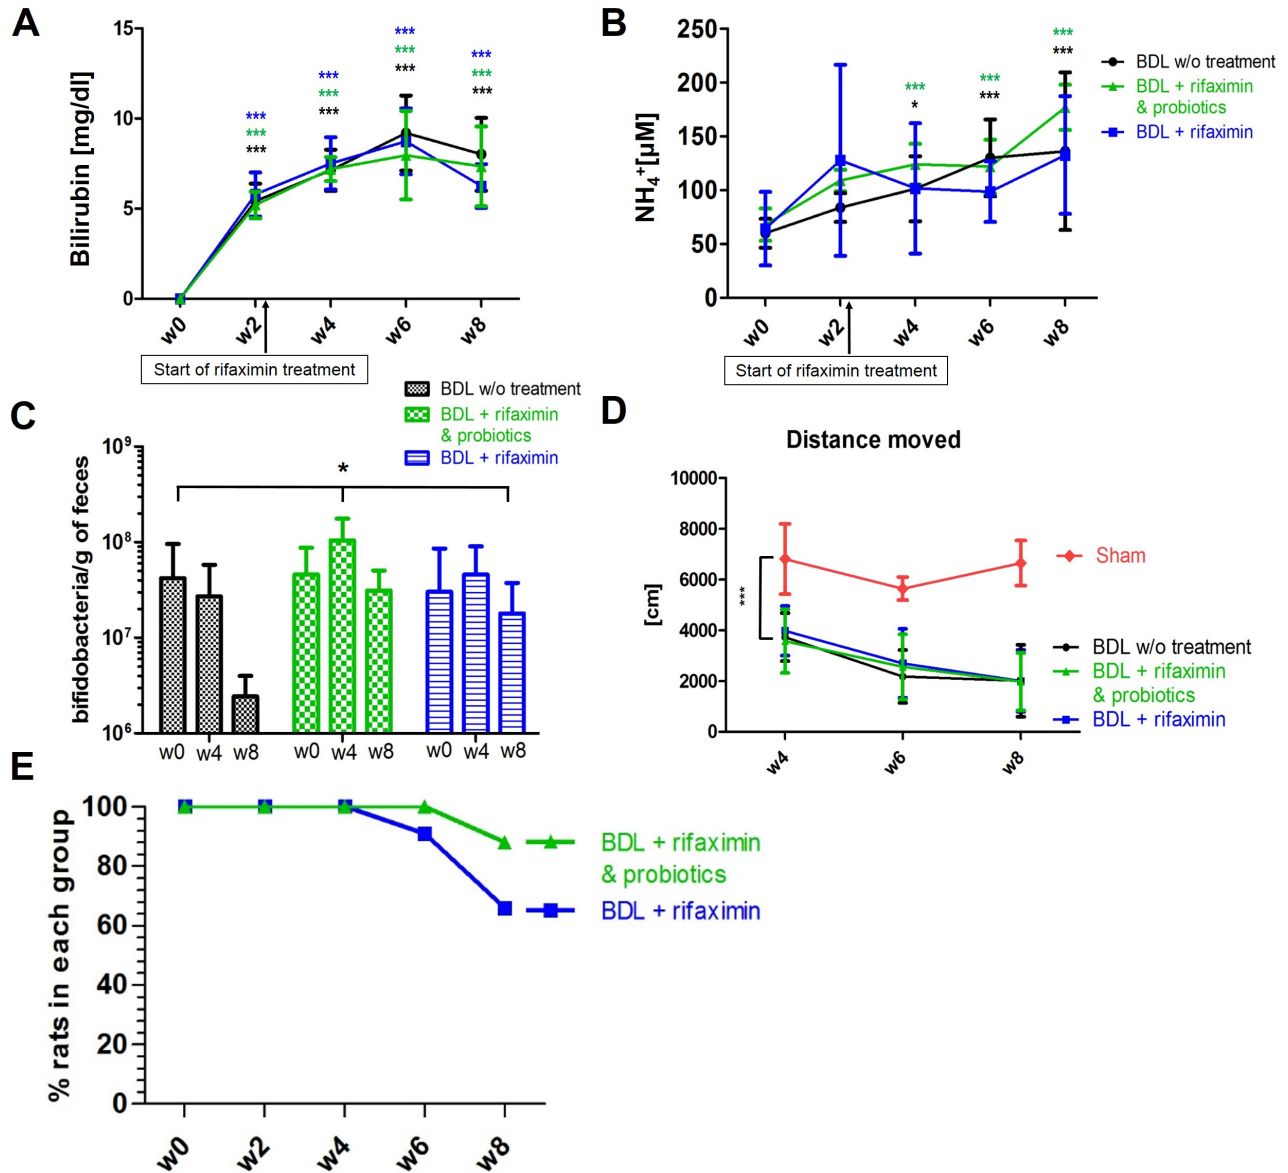 A
Bilirubin [mg/dl]
15
10
5
0
***
***
***
***
***
***
***
***
***
***
***
***
w0
w2
w4
w6
w8
Start of rifaximin treatment
B
NH₄⁺[µM]
250
200
150
100
50
0
***
*
***
***
***
***
w0
w2
w4
w6
w8
Start of rifaximin treatment
BDL w/o treatment
BDL + rifaximin
& probiotics
BDL + rifaximin
C
BDL w/o treatment
BDL + rifaximin
& probiotics
BDL + rifaximin
bifidobacteria/g of feces
10⁹
10⁸
10⁷
10⁶
*
w0 w4 w8
w0 w4 w8
w0 w4 w8
D
Distance moved
[cm]
10000
8000
6000
4000
2000
0
***
w4
w6
w8
Sham
BDL w/o treatment
BDL + rifaximin
& probiotics
BDL + rifaximin
E
% rats in each group
100
80
60
40
20
0
w0
w2
w4
w6
w8
BDL + rifaximin
& probiotics
BDL + rifaximin